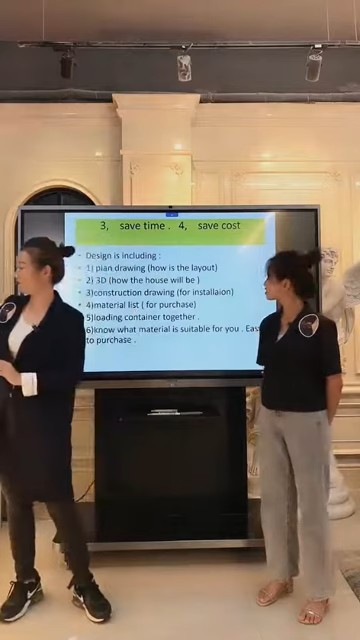 3, save time . 4, save cost
Design is including :
1) pian drawing (how is the layout)
2) 3D (how the house will be )
3)construction drawing (for installaion)
4)material list ( for purchase)
5)loading container together .
6)know what material is suitable for you . Eas
to purchase .